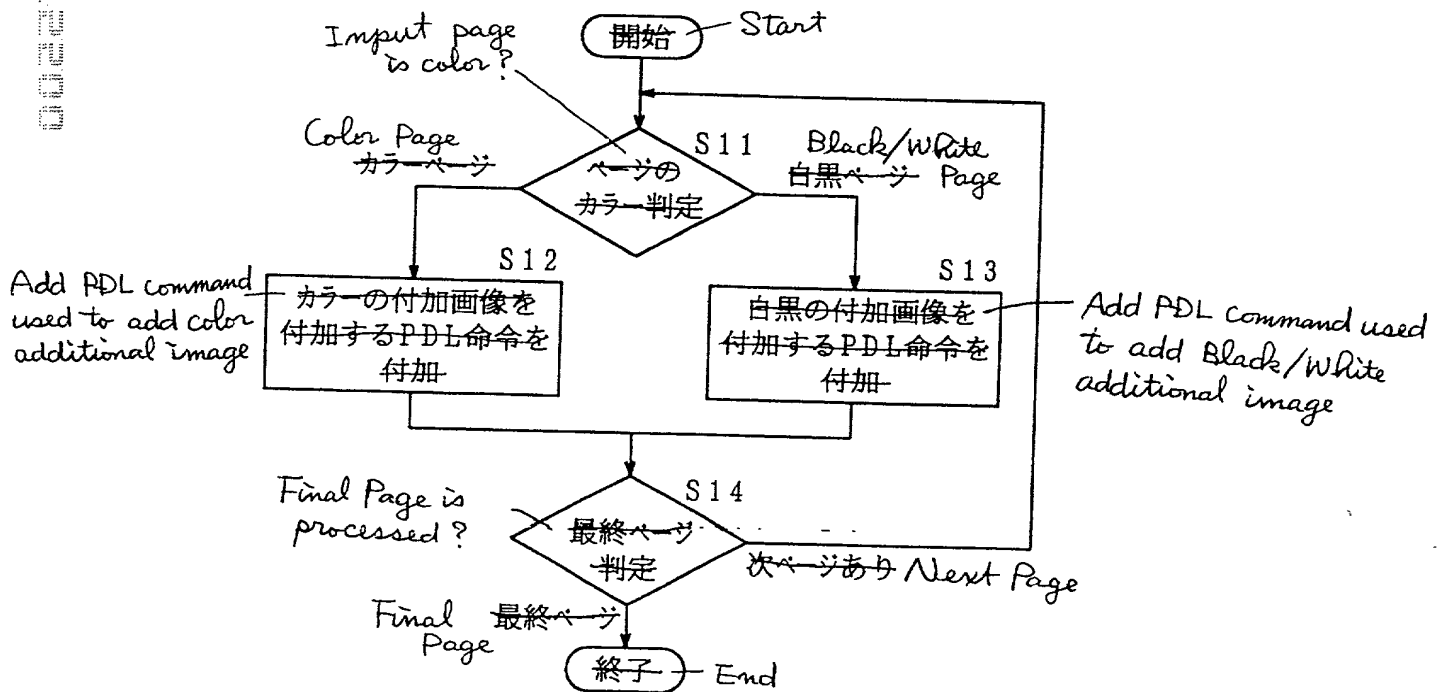 開始
Start
Input page
is color?
Color Page
カラーページ
S11
ページの
カラー判定
Black/White
白黒ページ Page
S12
Add PDL command
used to add color
additional image
カラーの付加画像を
付加するPDL命令を
付加
S13
白黒の付加画像を
付加するPDL命令を
付加
Add PDL command used
to add Black/White
additional image
Final Page is
processed?
S14
最終ページ
判定
次ページあり Next Page
Final 最終ページ
Page
終了
End